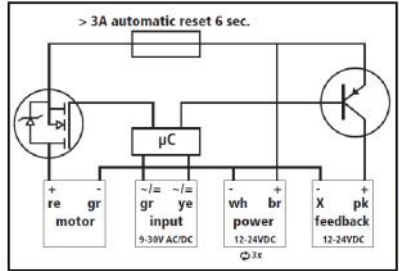 > 3A automatic reset 6 sec.
µC
+ - ~/= ~/= - + - +
re gr gr ye wh br X pk
motor input power feedback
9-30V AC/DC 12-24VDC 12-24VDC
3x